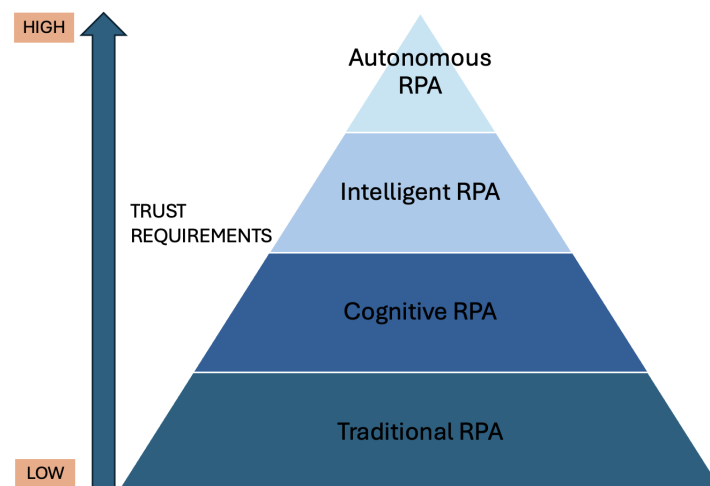 HIGH
Autonomous
RPA
Intelligent RPA
TRUST
REQUIREMENTS
Cognitive RPA
Traditional RPA
LOW